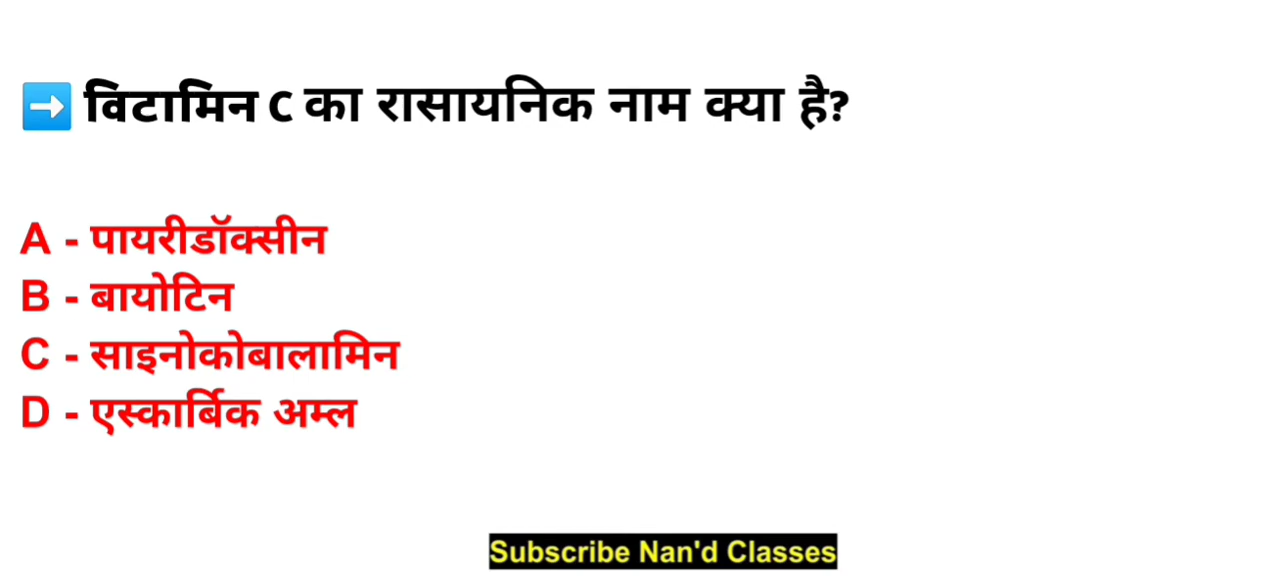 ➡️ विटामिन C का रासायनिक नाम क्या है?
A - पायरीडॉक्सीन
B - बायोटिन
C - साइनोकोबालामिन
D - एस्कार्बिक अम्ल
Subscribe Nan'd Classes